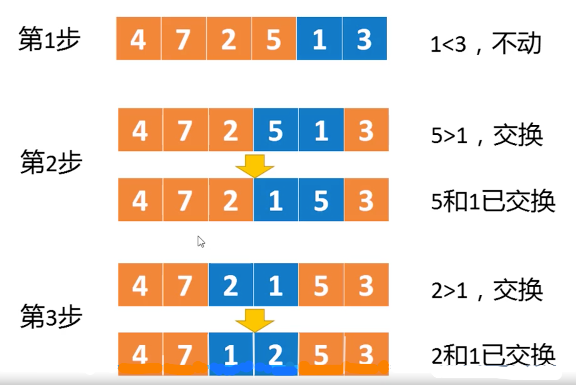 第1步 4 7 2 5 1 3 1<3，不动
4 7 2 5 1 3 5>1，交换
第2步
4 7 2 1 5 3 5和1已交换
4 7 2 1 5 3 2>1，交换
第3步
4 7 1 2 5 3 2和1已交换